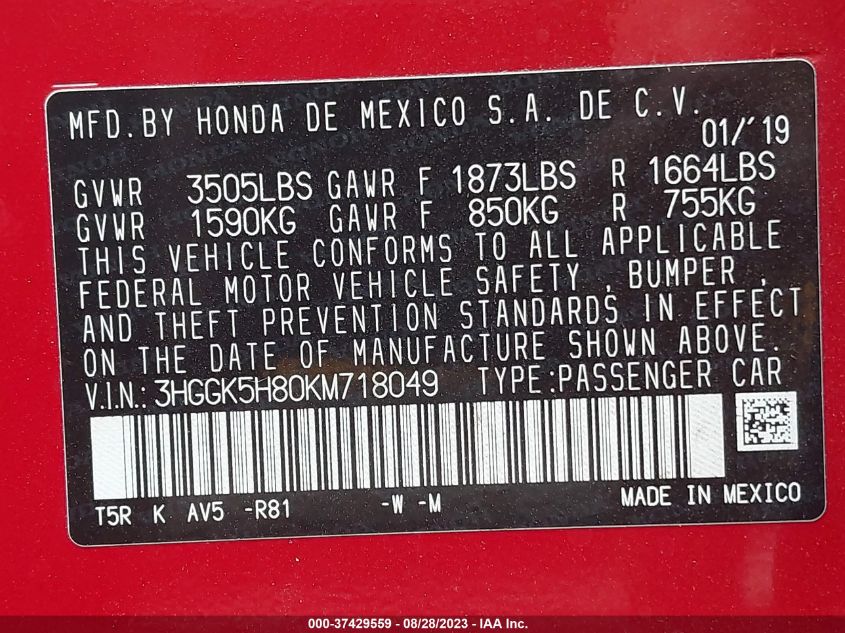 MFD.BY HONDA DE MEXICO S.A. DE C.V.
01/'19
GVWR 3505LBS GAWR F 1873LBS R 1664LBS
GVWR 1590KG GAWR F 850KG R 755KG
THIS VEHICLE CONFORMS TO ALL APPLICABLE
FEDERAL MOTOR VEHICLE SAFETY , BUMPER ,
AND THEFT PREVENTION STANDARDS IN EFFECT
ON THE DATE OF MANUFACTURE SHOWN ABOVE.
V.I.N.: 3HGGK5H80KM718049 TYPE:PASSENGER CAR
T5R K AV5 -R81 -W -M MADE IN MEXICO
000-37429559 - 08/28/2023 - IAA Inc.